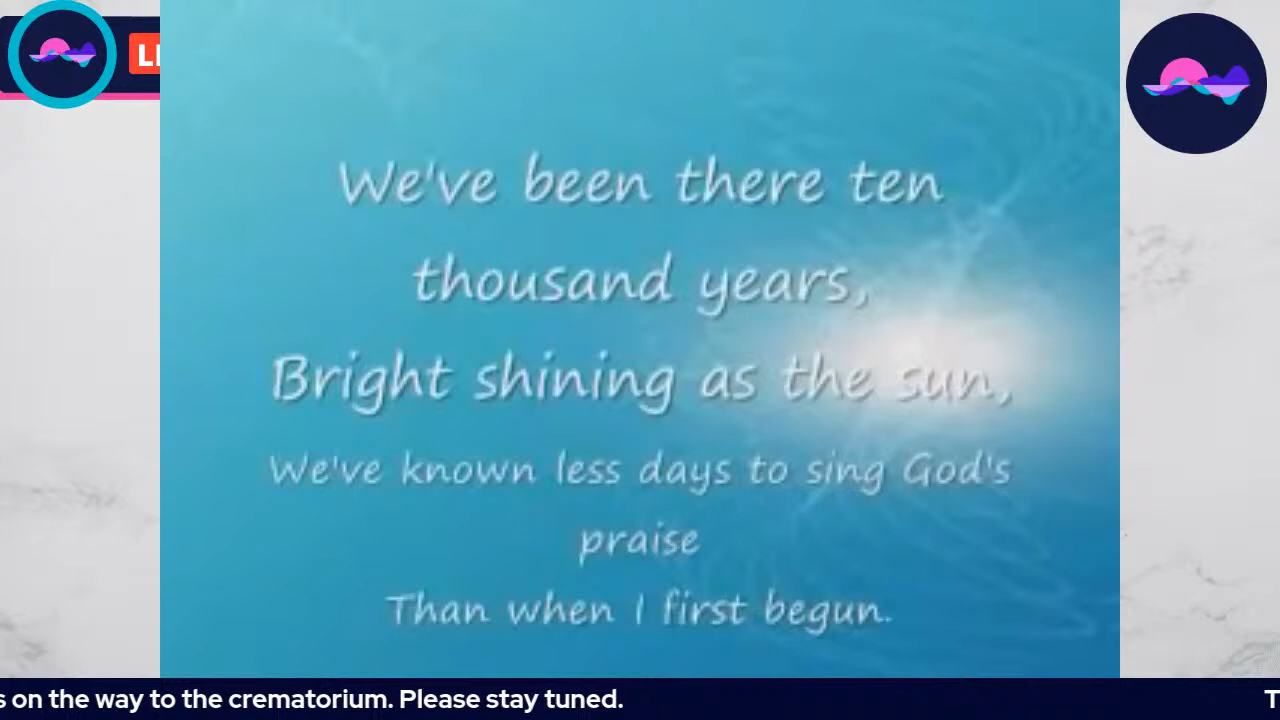 LI
We've been there ten
thousand years,
Bright shining as the sun,
We've known less days to sing God's
praise
Than when I first begun.
s on the way to the crematorium. Please stay tuned.
T